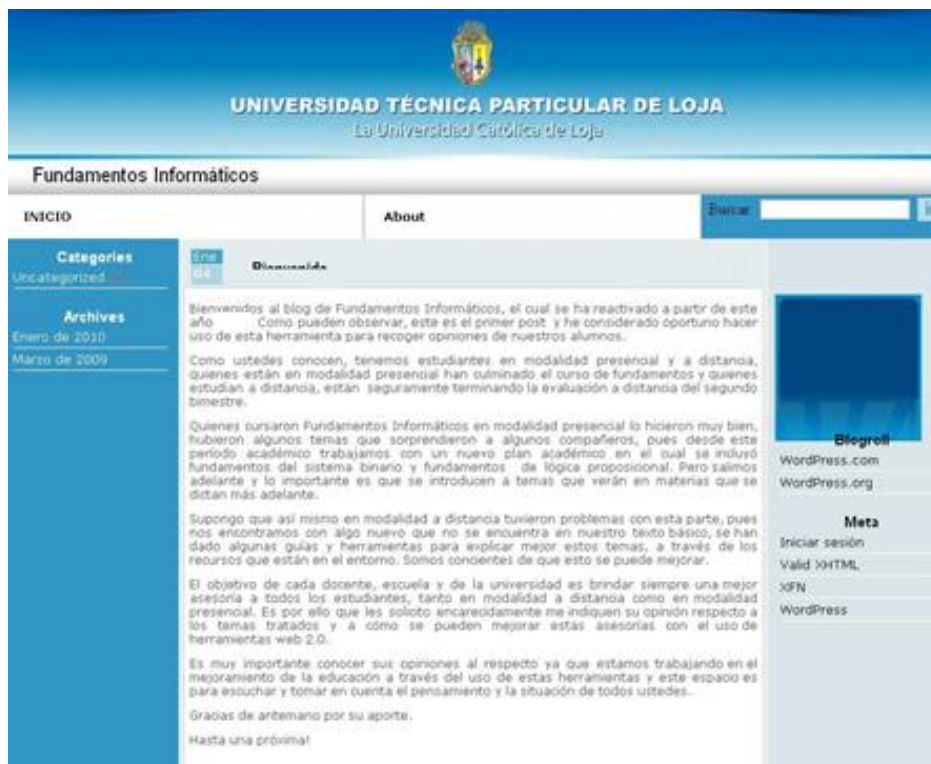 UNIVERSIDAD TÉCNICA PARTICULAR DE LOJA
La Universidad Católica de Loja
Fundamentos Informáticos
INICIO
About
Buscar
Categories
Uncategorized
Archives
Enero de 2010
Marzo de 2009
Ene
04
Bienvenida
Bienvenidos al blog de Fundamentos Informáticos, el cual se ha reactivado a partir de este
año Como pueden observar, este es el primer post y he considerado oportuno hacer
uso de esta herramienta para recoger opiniones de nuestros alumnos.
Como ustedes conocen, tenemos estudiantes en modalidad presencial y a distancia,
quienes están en modalidad presencial han culminado el curso de fundamentos y quienes
estudian a distancia, están seguramente terminando la evaluación a distancia del segundo
bimestre.
Quienes cursaron Fundamentos Informáticos en modalidad presencial lo hicieron muy bien,
hubieron algunos temas que sorprendieron a algunos compañeros, pues desde este
período académico trabajamos con un nuevo plan académico en el cual se incluyó
fundamentos del sistema binario y fundamentos de lógica proposicional. Pero salimos
adelante y lo importante es que se introducen a temas que verán en materias que se
dictan más adelante.
Supongo que así mismo en modalidad a distancia tuvieron problemas con esta parte, pues
nos encontramos con algo nuevo que no se encuentra en nuestro texto básico, se han
dado algunas guías y herramientas para explicar mejor estos temas, a través de los
recursos que están en el entorno. Somos concientes de que esto se puede mejorar.
El objetivo de cada docente, escuela y de la universidad es brindar siempre una mejor
asesoría a todos los estudiantes, tanto en modalidad a distancia como en modalidad
presencial. Es por ello que les solicito encarecidamente me indiquen su opinión respecto a
los temas tratados y a cómo se pueden mejorar estas asesorías con el uso de
herramientas web 2.0.
Es muy importante conocer sus opiniones al respecto ya que estamos trabajando en el
mejoramiento de la educación a través del uso de estas herramientas y este espacio es
para escuchar y tomar en cuenta el pensamiento y la situación de todos ustedes.
Gracias de antemano por su aporte.
Hasta una próxima!
Blogroll
WordPress.com
WordPress.org
Meta
Iniciar sesión
Valid XHTML
XFN
WordPress